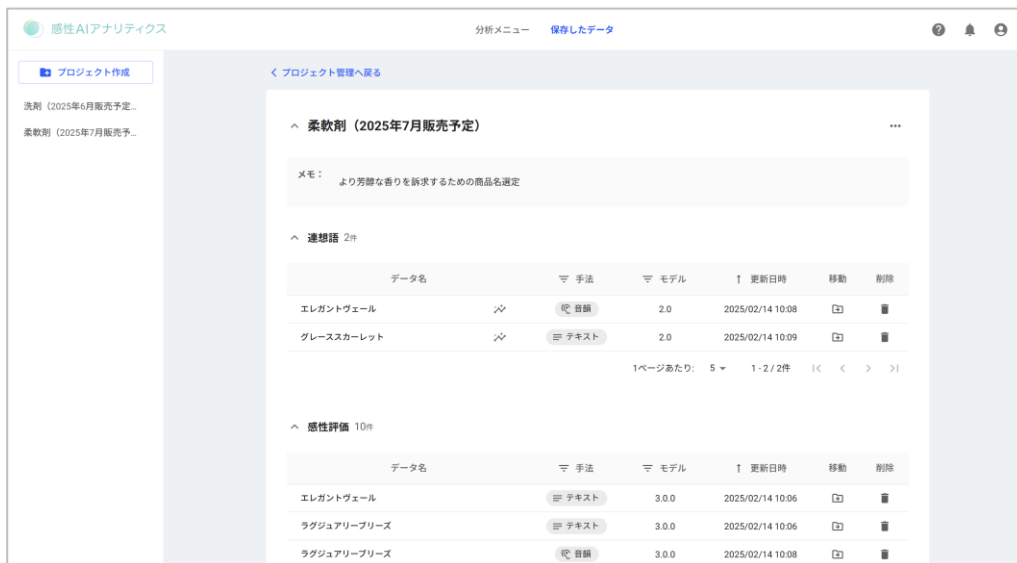 感性AIアナリティクス
分析メニュー 保存したデータ
プロジェクト作成
洗剤（2025年6月販売予定...
柔軟剤（2025年7月販売予...
プロジェクト管理へ戻る
柔軟剤（2025年7月販売予定）
メモ：
より芳醇な香りを訴求するための商品名選定
連想語 2件
データ名 手法 モデル ↑ 更新日時 移動 削除
エレガントヴェール 音韻 2.0 2025/02/14 10:08
グレーススカーレット テキスト 2.0 2025/02/14 10:09
1ページあたり: 5 1 - 2 / 2件
感性評価 10件
データ名 手法 モデル ↑ 更新日時 移動 削除
エレガントヴェール テキスト 3.0.0 2025/02/14 10:06
ラグジュアリーブリーズ テキスト 3.0.0 2025/02/14 10:06
ラグジュアリーブリーズ 音韻 3.0.0 2025/02/14 10:08